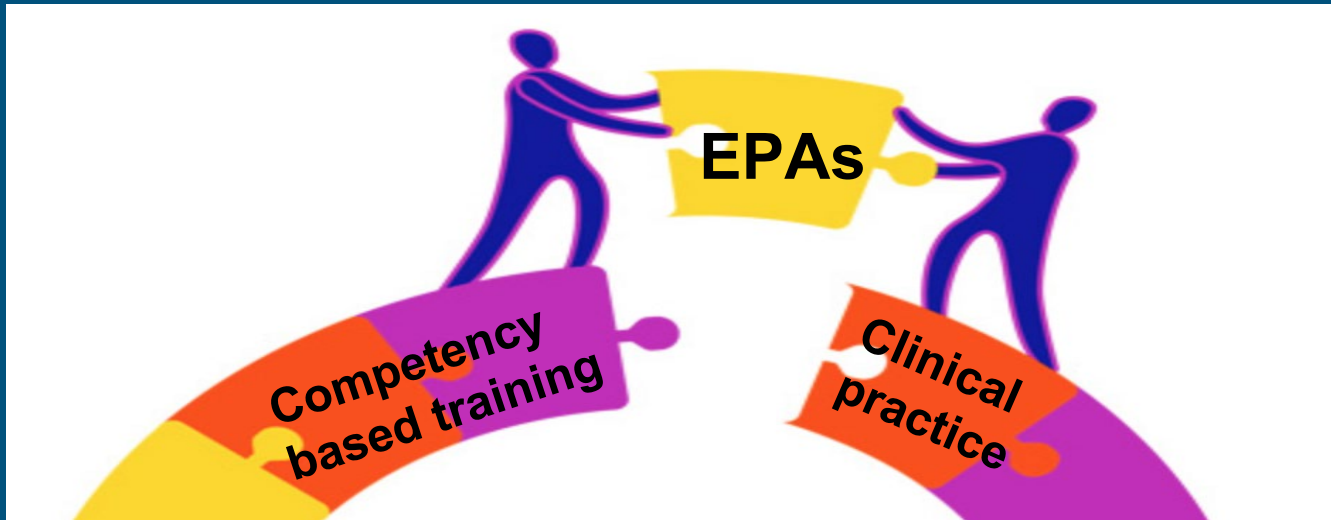 EPAs
Competency
based training
Clinical
practice